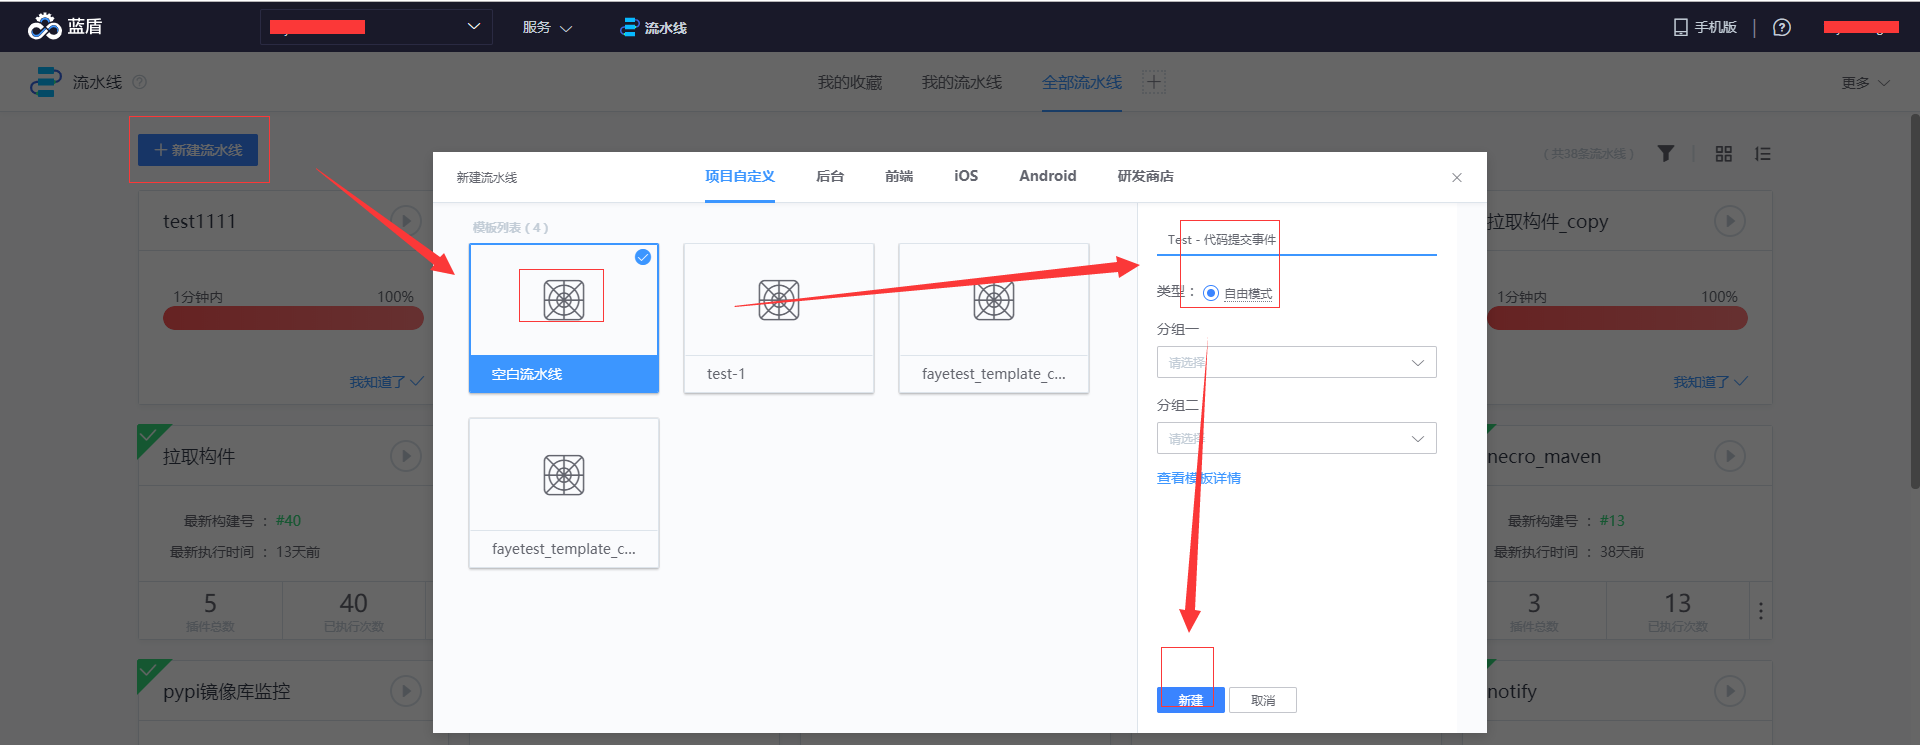 蓝盾
服务
流水线
手机版
流水线
我的收藏
我的流水线
全部流水线
更多
新建流水线
(共38条流水线)
新建流水线
项目自定义
后台
前端
iOS
Android
研发商店
模板列表 ( 4 )
空白流水线
test-1
fayetest_template_c...
fayetest_template_c...
Test - 代码提交事件
类型：
自由模式
分组一
请选择
分组二
请选择
查看模板详情
新建
取消
test1111
1分钟内
100%
我知道了
拉取构件_copy
1分钟内
100%
我知道了
拉取构件
最新构建号 ： #40
最新执行时间 ： 13天前
5
插件总数
40
已执行次数
necro_maven
最新构建号 ： #13
最新执行时间 ： 38天前
3
插件总数
13
已执行次数
pypi镜像库监控
notify